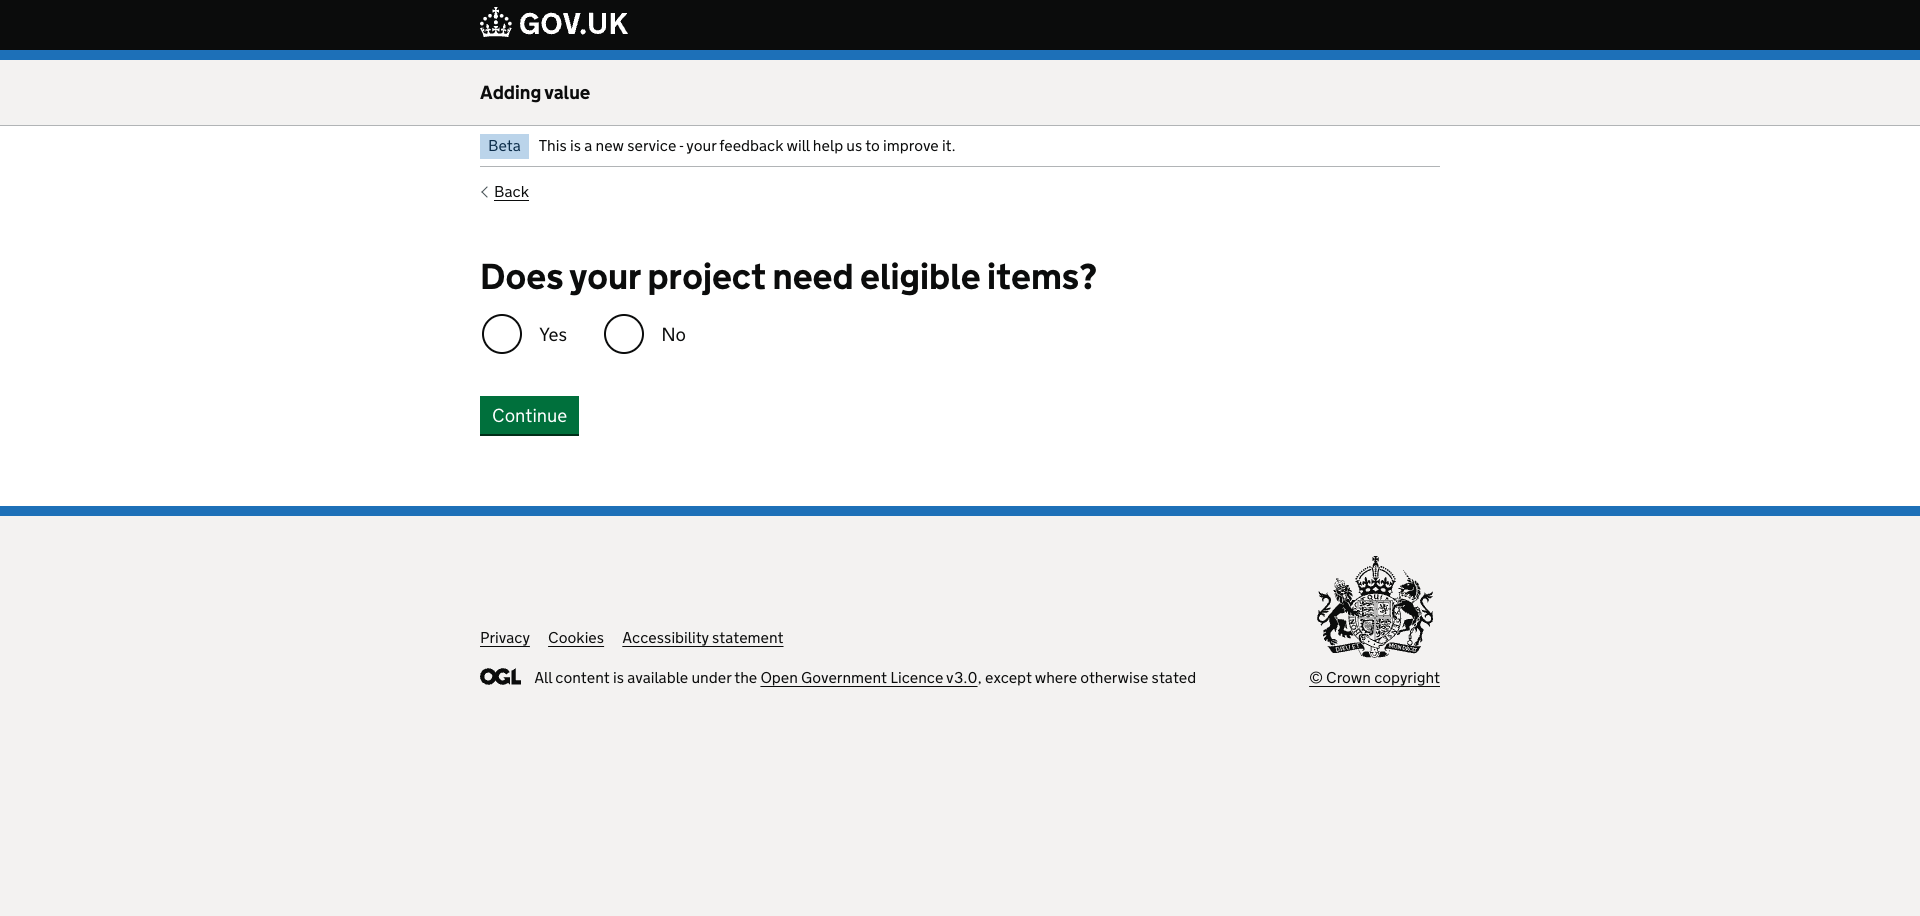 GOV.UK
Adding value
Beta This is a new service - your feedback will help us to improve it.
Back
Does your project need eligible items?
Yes No
Continue
Privacy Cookies Accessibility statement
OGL All content is available under the Open Government Licence v3.0, except where otherwise stated
© Crown copyright